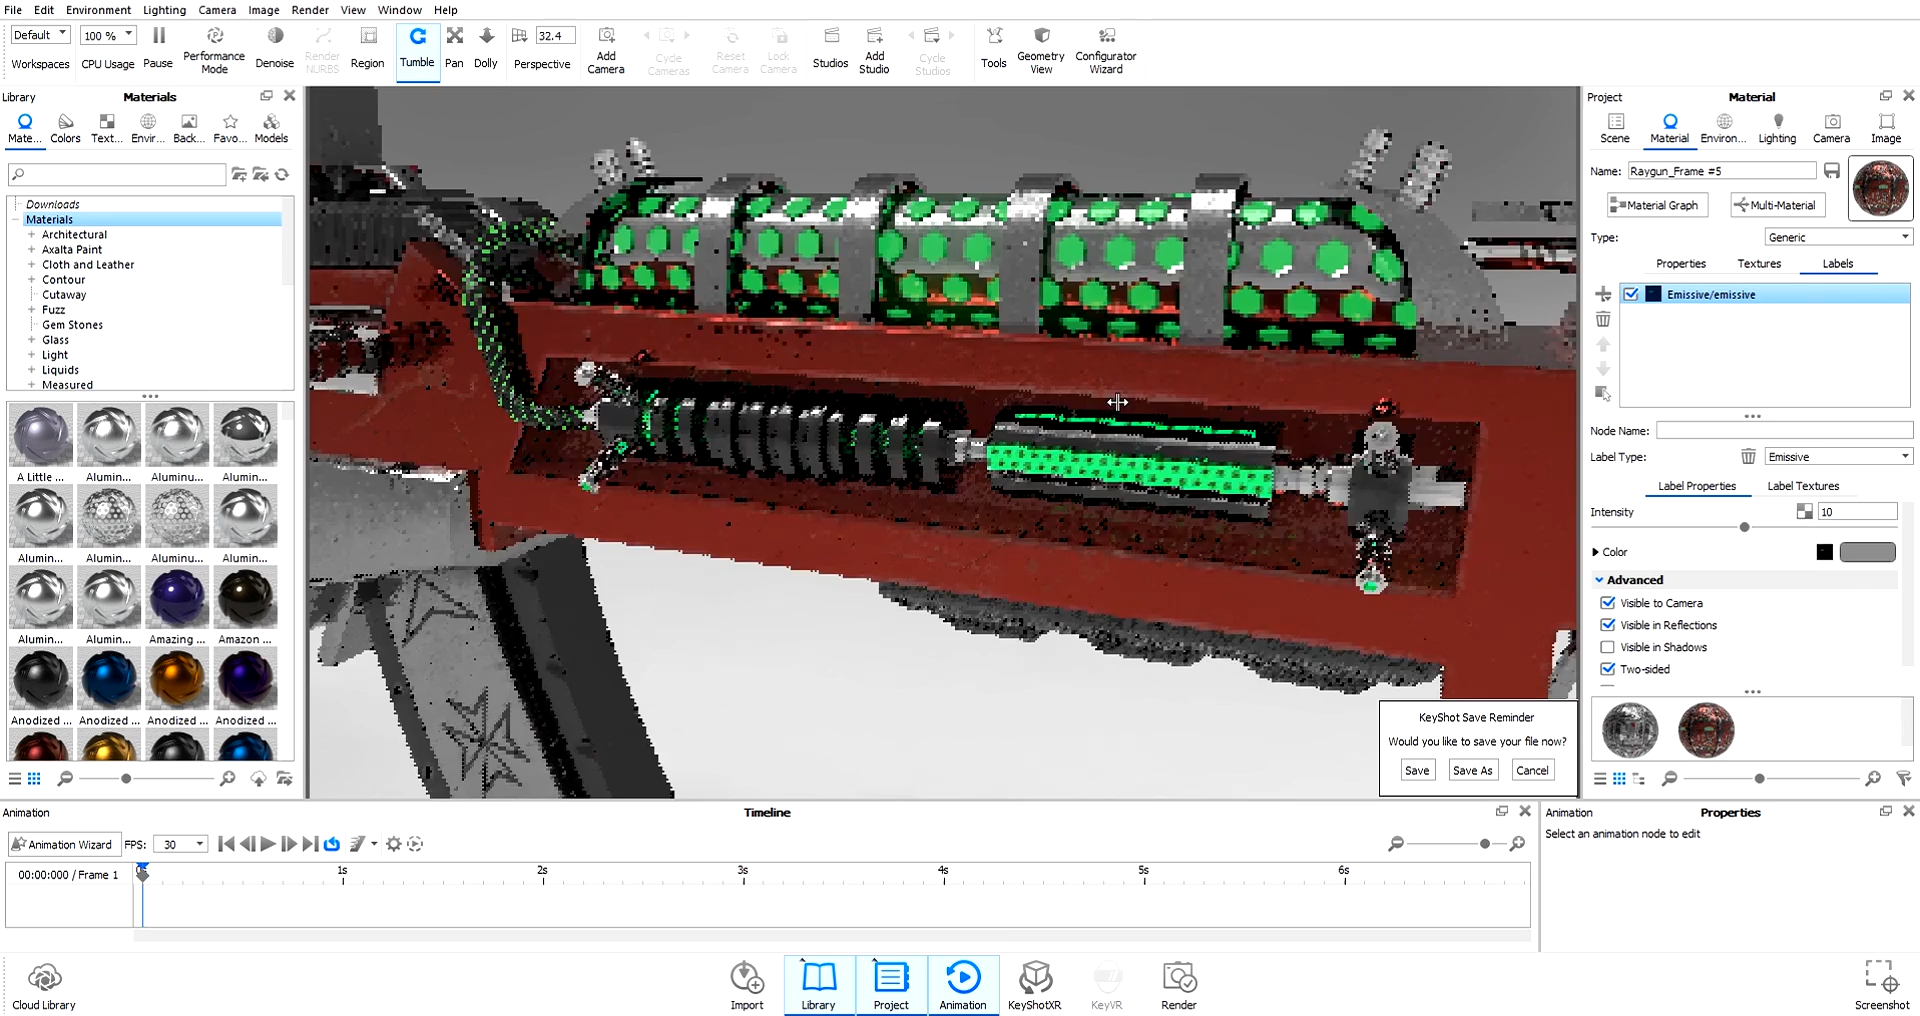 File Edit Environment Lighting Camera Image Render View Window Help
Default 100 % 32.4
Workspaces CPU Usage Pause Performance Mode Denoise Render NURBS Region Tumble Pan Dolly Perspective Add Camera Cycle Cameras Reset Camera Lock Camera Studios Add Studio Cycle Studios Tools Geometry View Configurator Wizard
Library Materials
Mate... Colors Text... Envir... Back... Favo... Models
Downloads
Materials
Architectural
Axalta Paint
Cloth and Leather
Contour
Cutaway
Fuzz
Gem Stones
Glass
Light
Liquids
Measured
A Little ... Aluminu... Aluminu... Alumin...
Alumin... Alumin... Aluminu... Alumin...
Alumin... Alumin... Amazing ... Amazon ...
Anodized ... Anodized ... Anodized ... Anodized ...
KeyShot Save Reminder
Would you like to save your file now?
Save Save As Cancel
Project Material
Scene Material Environ... Lighting Camera Image
Name: Raygun_Frame #5
Material Graph Multi-Material
Type: Generic
Properties Textures Labels
Emissive/emissive
Node Name:
Label Type: Emissive
Label Properties Label Textures
Intensity 10
Color
Advanced
Visible to Camera
Visible in Reflections
Visible in Shadows
Two-sided
Animation Timeline
Animation Wizard FPS: 30
00:00:000 / Frame 1 1s 2s 3s 4s 5s 6s
Animation Properties
Select an animation node to edit
Cloud Library Import Library Project Animation KeyShotXR KeyVR Render Screenshot